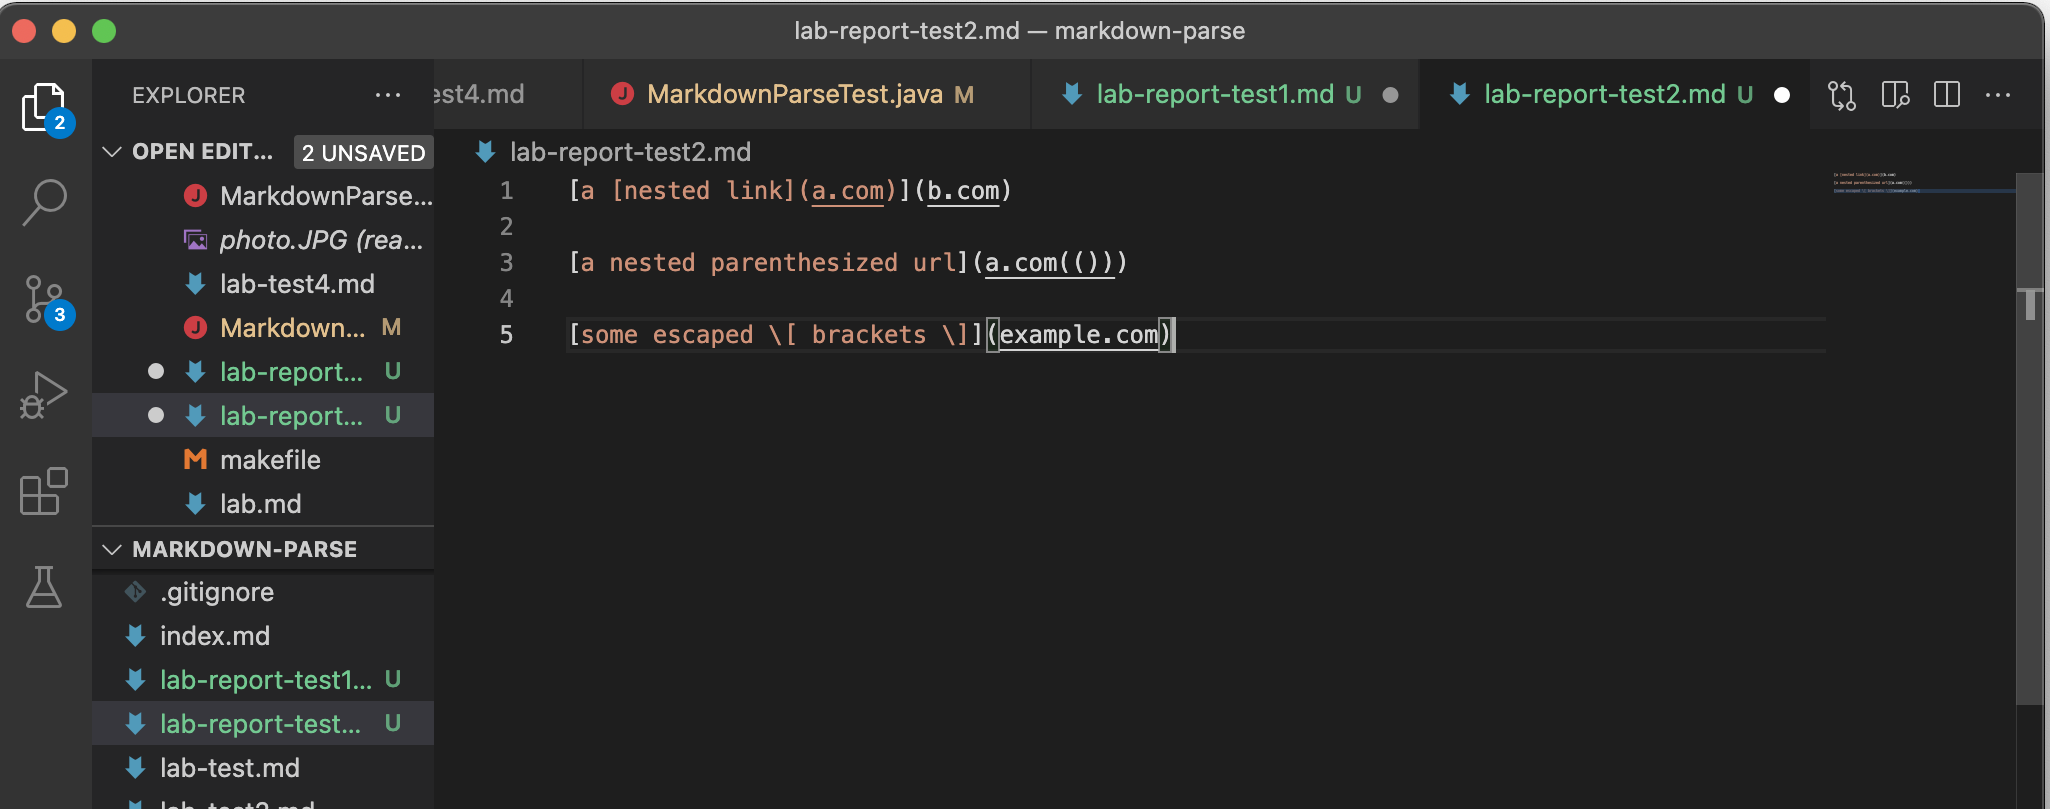 lab-report-test2.md — markdown-parse
EXPLORER ···
est4.md
MarkdownParseTest.java M
lab-report-test1.md U
lab-report-test2.md U
2
OPEN EDIT... 2 UNSAVED
MarkdownParse...
photo.JPG (rea...
lab-test4.md
Markdown... M
lab-report... U
lab-report... U
makefile
lab.md
3
MARKDOWN-PARSE
.gitignore
index.md
lab-report-test1... U
lab-report-test... U
lab-test.md
lab-test2.md
lab-report-test2.md
1 [a [nested link](a.com)](b.com)
2
3 [a nested parenthesized url](a.com(()))
4
5 [some escaped \[ brackets \]](example.com)